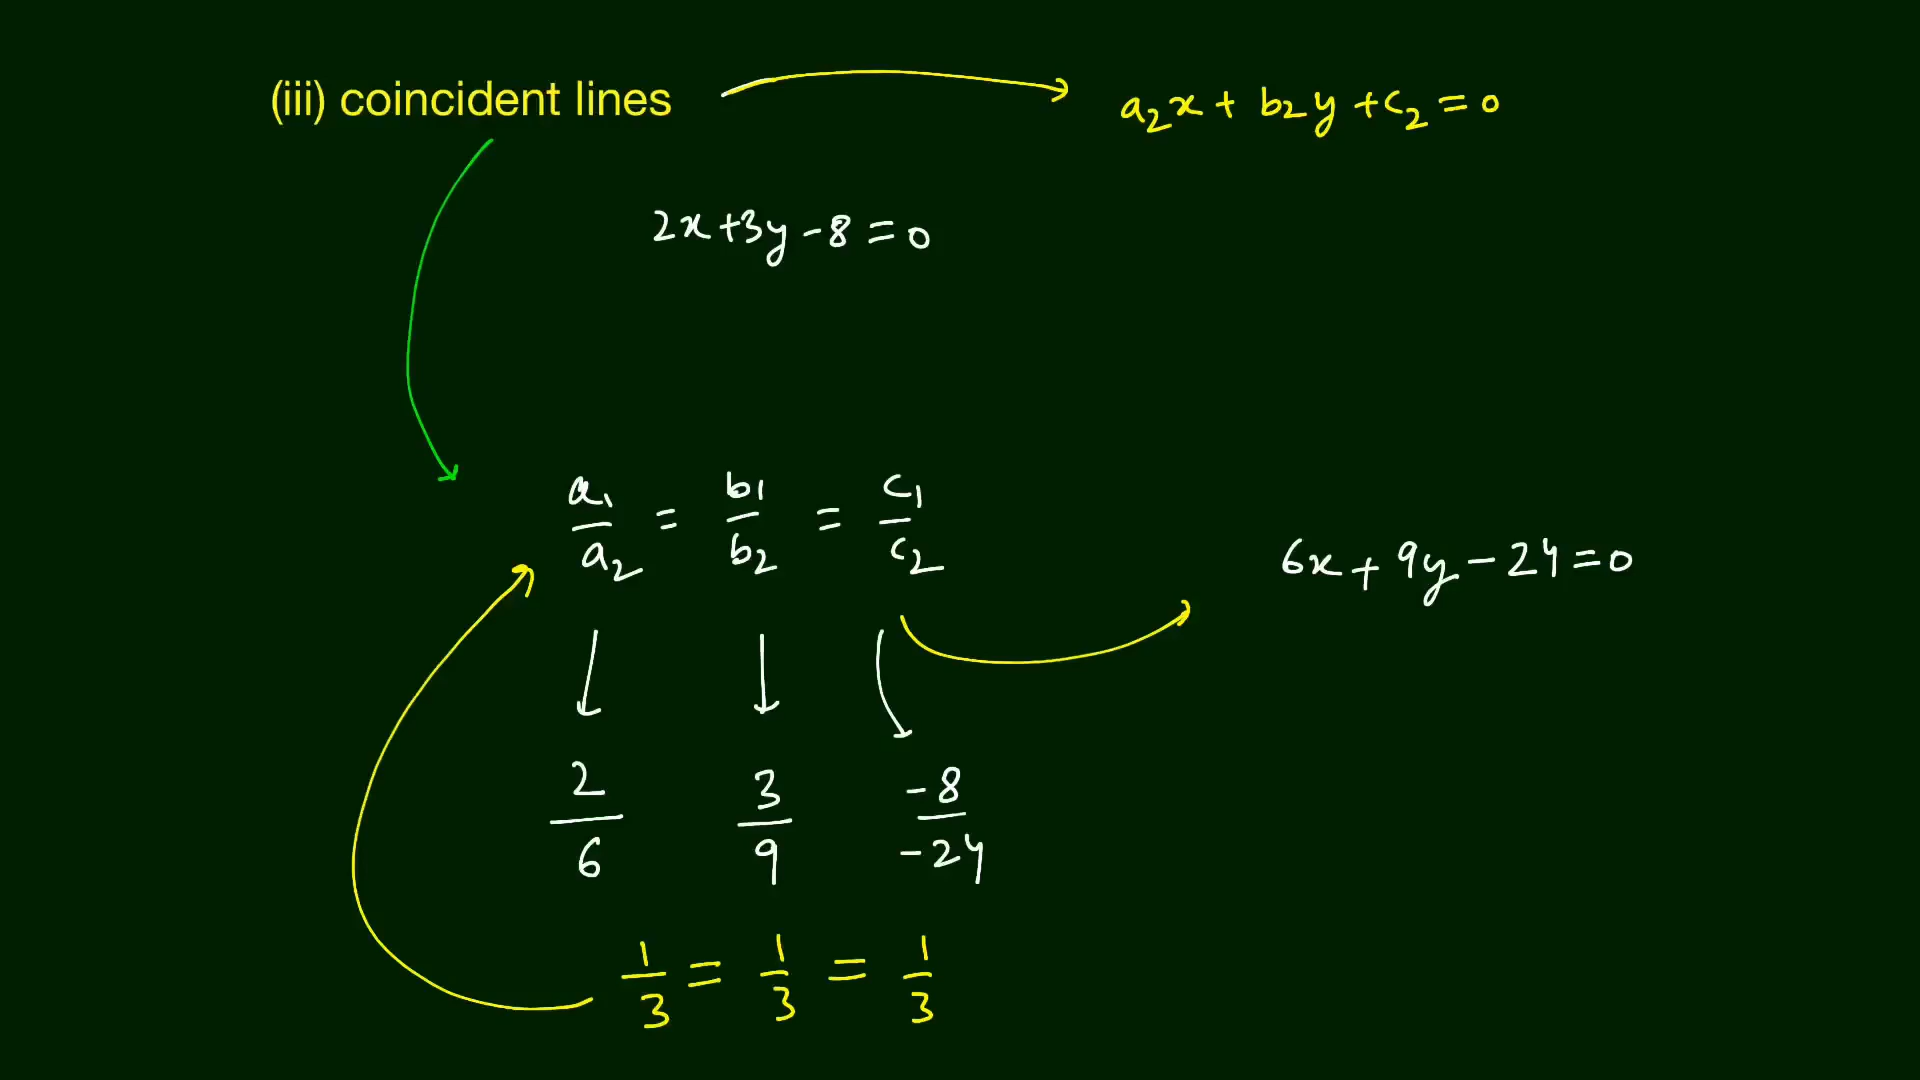 (iii) coincident lines
a₂x + b₂y + c₂ = 0
2x + 3y - 8 = 0
a₁/a₂ = b₁/b₂ = c₁/c₂
6x + 9y - 24 = 0
2/6 3/9 -8/-24
1/3 = 1/3 = 1/3